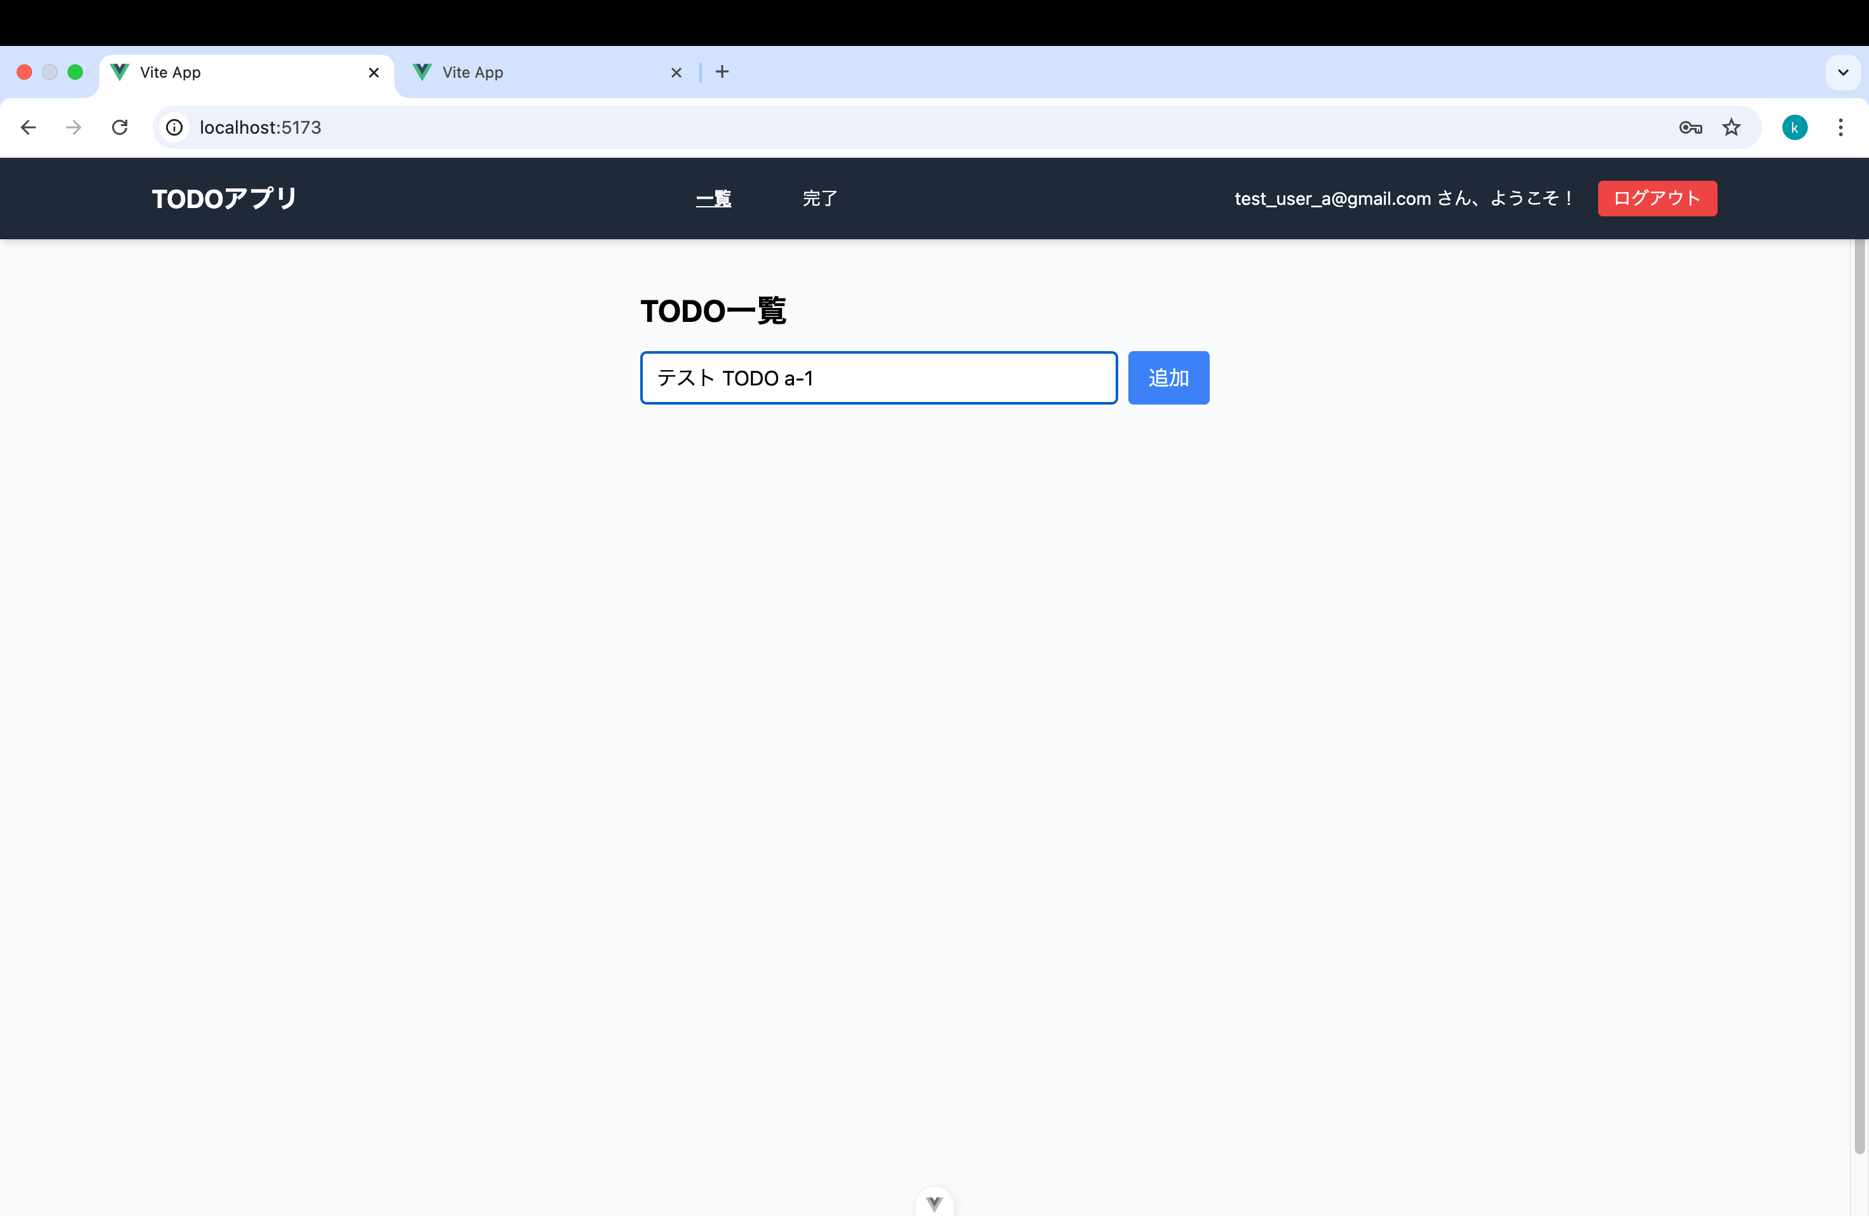 Vite App
Vite App
localhost:5173
k
TODOアプリ
一覧
完了
test_user_a@gmail.com さん、ようこそ！
ログアウト
TODO一覧
テスト TODO a-1
追加